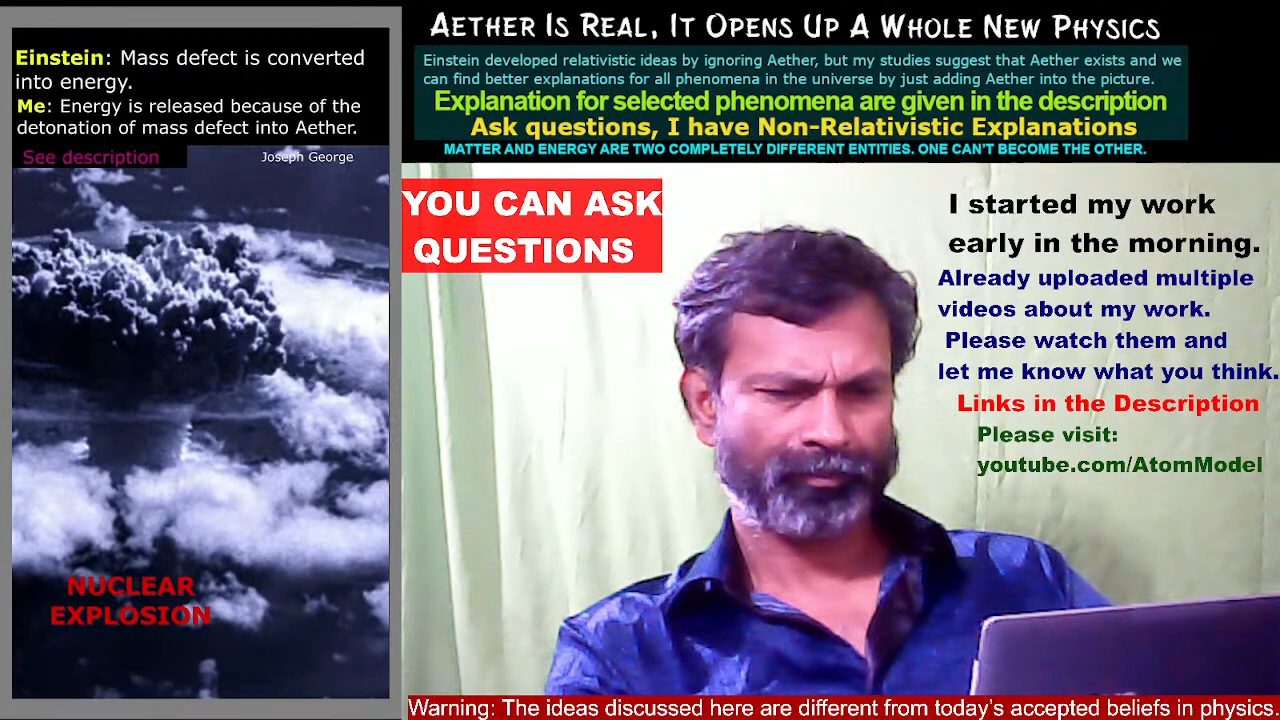 Einstein: Mass defect is converted
into energy.
Me: Energy is released because of the
detonation of mass defect into Aether.
See description
Joseph George
NUCLEAR
EXPLOSION
Aether Is Real, It Opens Up A Whole New Physics
Einstein developed relativistic ideas by ignoring Aether, but my studies suggest that Aether exists and we
can find better explanations for all phenomena in the universe by just adding Aether into the picture.
Explanation for selected phenomena are given in the description
Ask questions, I have Non-Relativistic Explanations
MATTER AND ENERGY ARE TWO COMPLETELY DIFFERENT ENTITIES. ONE CAN'T BECOME THE OTHER.
YOU CAN ASK
QUESTIONS
I started my work
early in the morning.
Already uploaded multiple
videos about my work.
Please watch them and
let me know what you think.
Links in the Description
Please visit:
youtube.com/AtomModel
Warning: The ideas discussed here are different from today's accepted beliefs in physics.